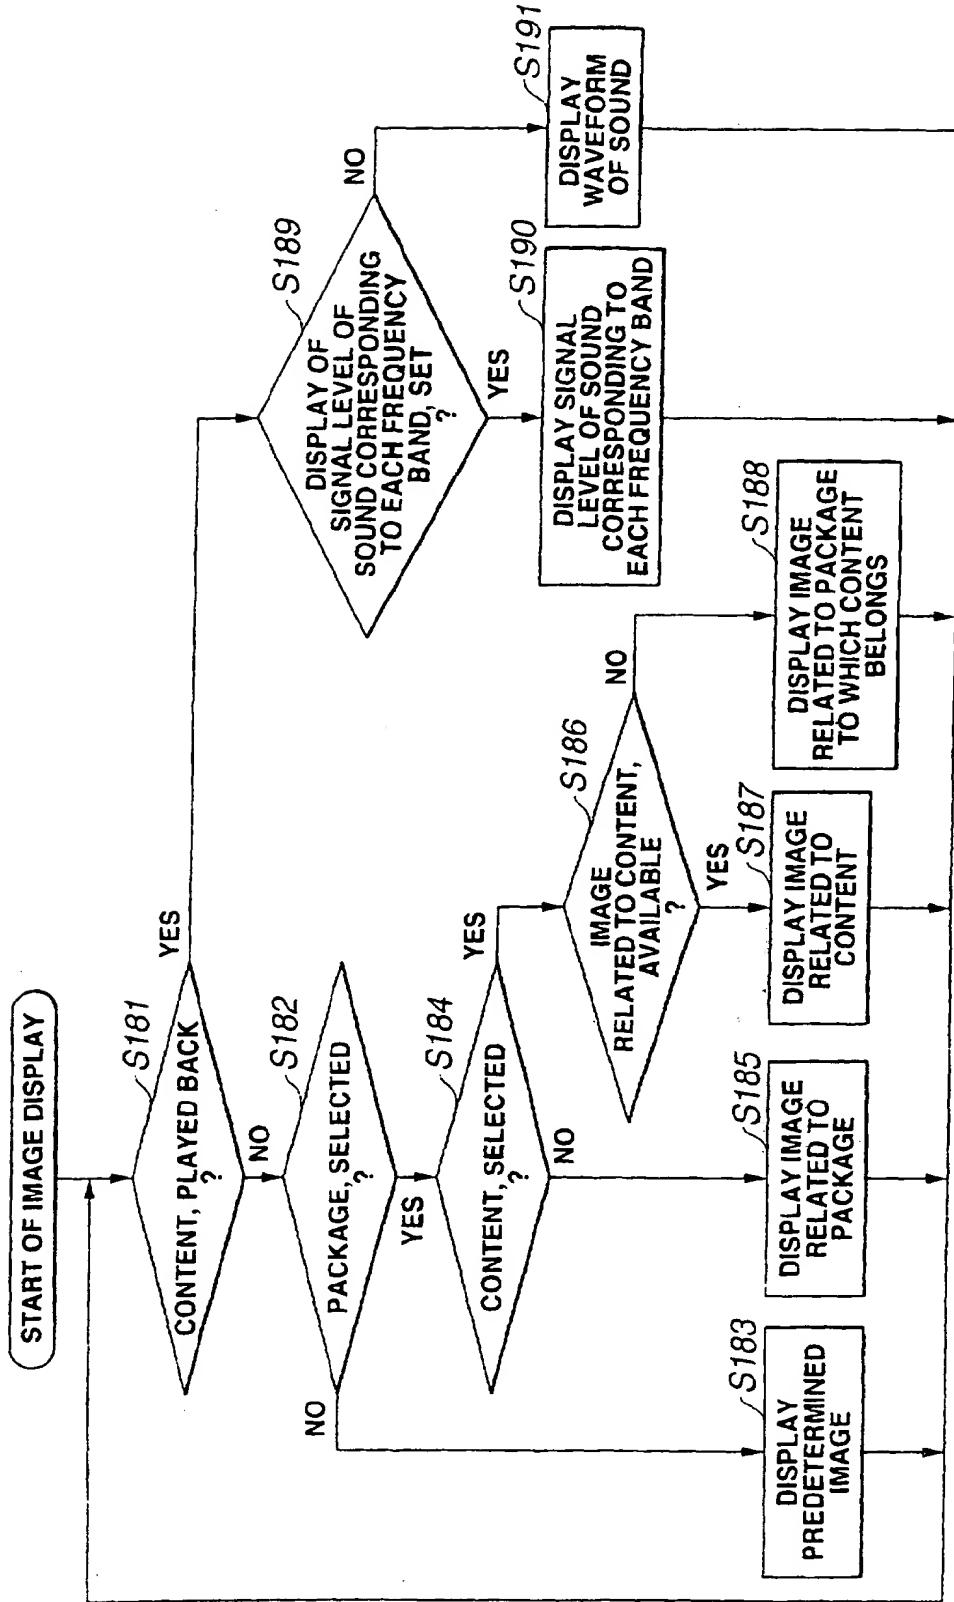 START OF IMAGE DISPLAY
S181
CONTENT, PLAYED BACK
?
YES
NO
S182
PACKAGE, SELECTED
?
NO
YES
S184
CONTENT, SELECTED
?
YES
NO
S186
IMAGE
RELATED TO CONTENT,
AVAILABLE
?
NO
YES
S189
DISPLAY OF
SIGNAL LEVEL OF
SOUND CORRESPONDING
TO EACH FREQUENCY
BAND, SET
?
NO
YES
S183
DISPLAY
PREDETERMINED
IMAGE
S185
DISPLAY IMAGE
RELATED TO
PACKAGE
S187
DISPLAY IMAGE
RELATED TO
CONTENT
S188
DISPLAY IMAGE
RELATED TO PACKAGE
TO WHICH CONTENT
BELONGS
S190
DISPLAY SIGNAL
LEVEL OF SOUND
CORRESPONDING TO
EACH FREQUENCY BAND
S191
DISPLAY
WAVEFORM
OF SOUND